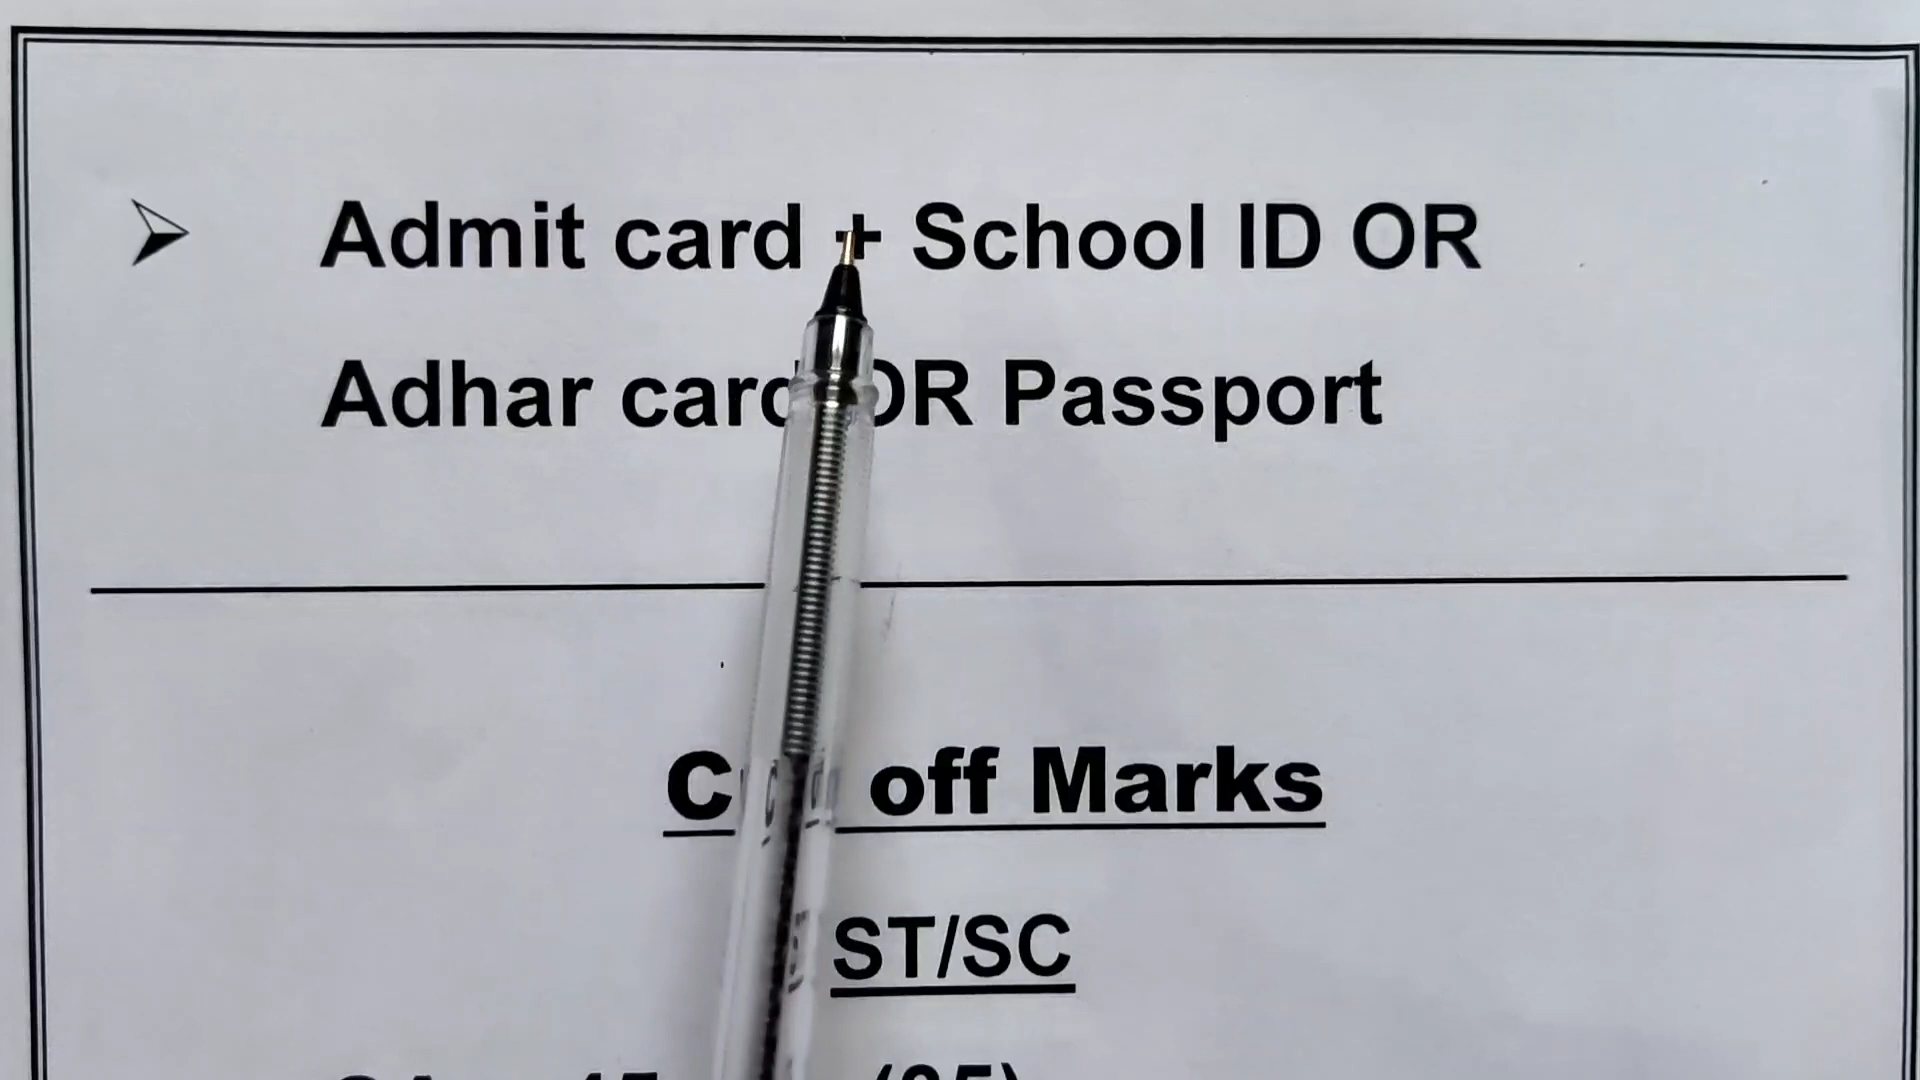 Admit card + School ID OR
Adhar card OR Passport
off Marks
ST/SC